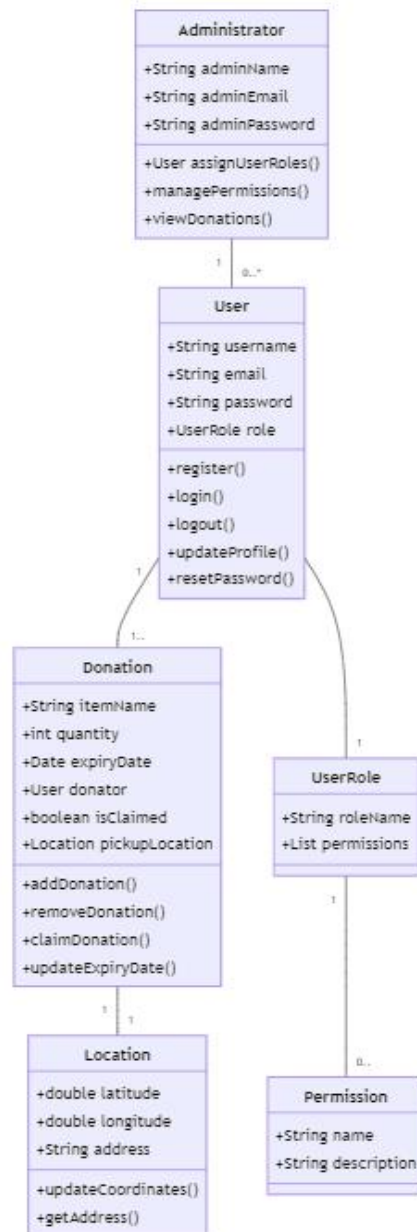 Administrator
+String adminName
+String adminEmail
+String adminPassword
+User assignUserRoles()
+managePermissions()
+viewDonations()
1
0..*
User
+String username
+String email
+String password
+UserRole role
+register()
+login()
+logout()
+updateProfile()
+resetPassword()
1
1..
Donation
+String itemName
+int quantity
+Date expiryDate
+User donator
+boolean isClaimed
+Location pickupLocation
+addDonation()
+removeDonation()
+claimDonation()
+updateExpiryDate()
1
UserRole
+String roleName
+List permissions
1
1
1
Location
+double latitude
+double longitude
+String address
+updateCoordinates()
+getAddress()
0..
Permission
+String name
+String description